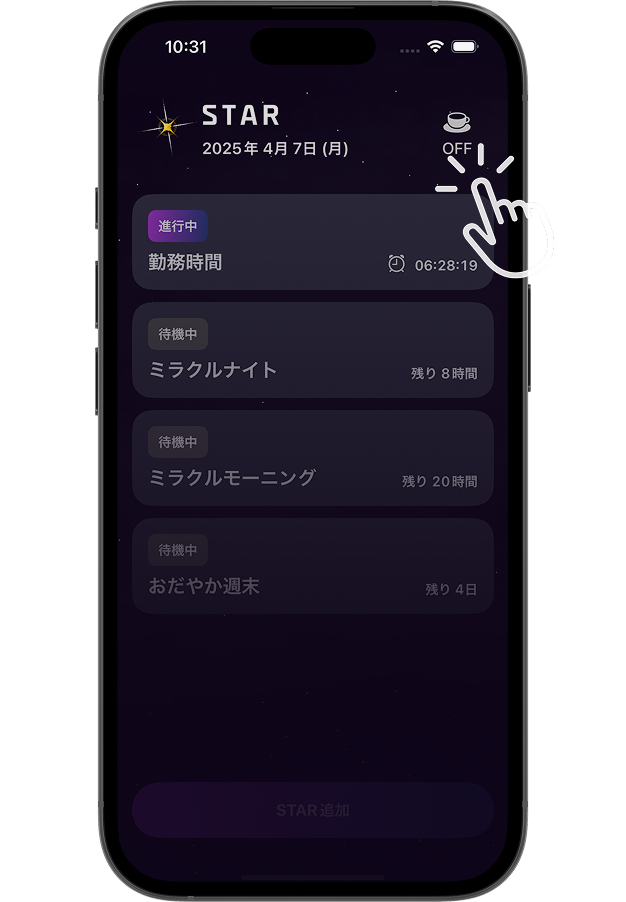 10:31
STAR
2025年 4月 7日 (月)
OFF
進行中
勤務時間
06:28:19
待機中
ミラクルナイト
残り 8時間
待機中
ミラクルモーニング
残り 20時間
待機中
おだやか週末
残り 4日
STAR追加